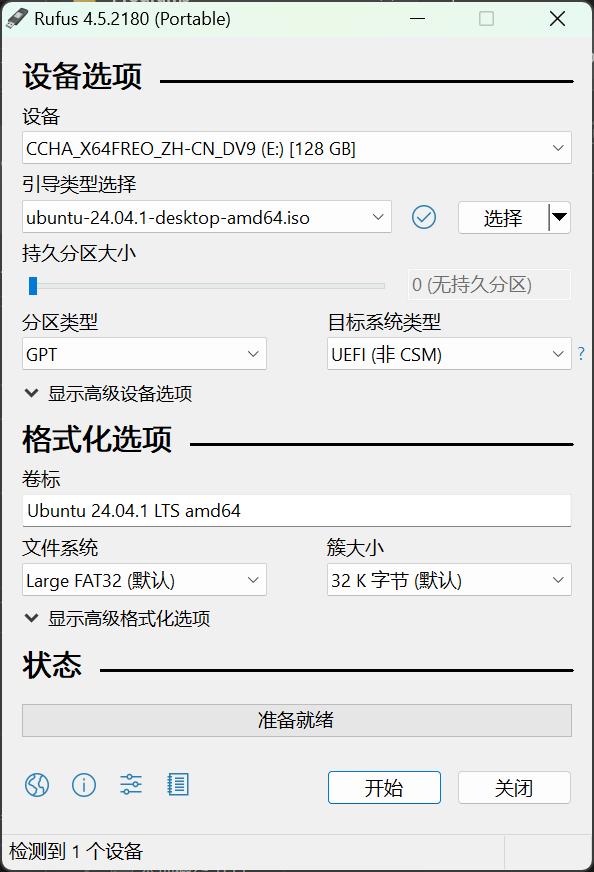 Rufus 4.5.2180 (Portable)
设备选项
设备
CCHA_X64FREO_ZH-CN_DV9 (E:) [128 GB]
引导类型选择
ubuntu-24.04.1-desktop-amd64.iso
选择
持久分区大小
0 (无持久分区)
分区类型
目标系统类型
GPT
UEFI (非 CSM)
?
显示高级设备选项
格式化选项
卷标
Ubuntu 24.04.1 LTS amd64
文件系统
簇大小
Large FAT32 (默认)
32 K 字节 (默认)
显示高级格式化选项
状态
准备就绪
开始
关闭
检测到 1 个设备